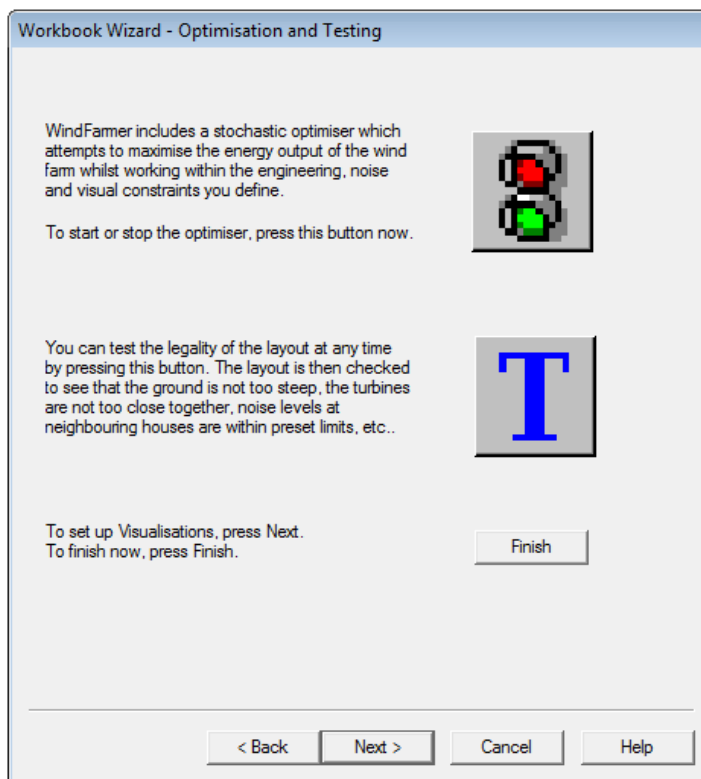 Workbook Wizard - Optimisation and Testing
WindFarmer includes a stochastic optimiser which
attempts to maximise the energy output of the wind
farm whilst working within the engineering, noise
and visual constraints you define.
To start or stop the optimiser, press this button now.
You can test the legality of the layout at any time
by pressing this button. The layout is then checked
to see that the ground is not too steep, the turbines
are not too close together, noise levels at
neighbouring houses are within preset limits, etc..
T
To set up Visualisations, press Next.
To finish now, press Finish.
Finish
< Back
Next >
Cancel
Help